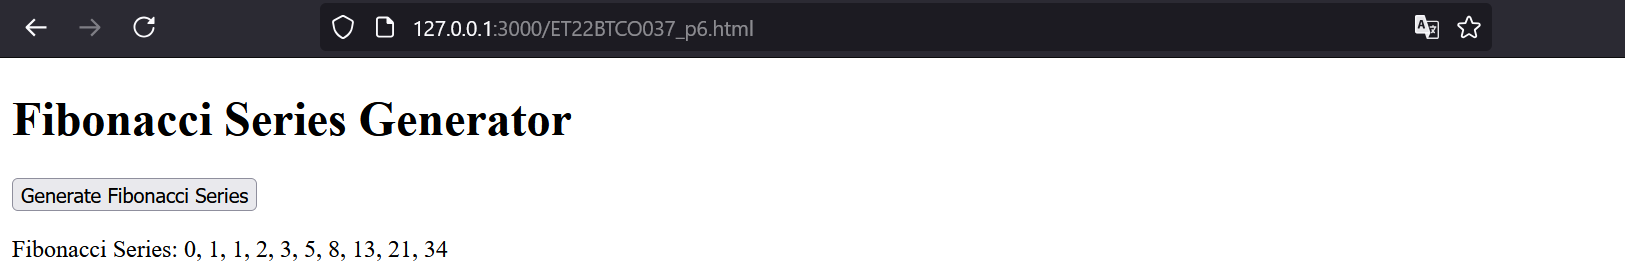 127.0.0.1:3000/ET22BTCO037_p6.html
Fibonacci Series Generator
Generate Fibonacci Series
Fibonacci Series: 0, 1, 1, 2, 3, 5, 8, 13, 21, 34